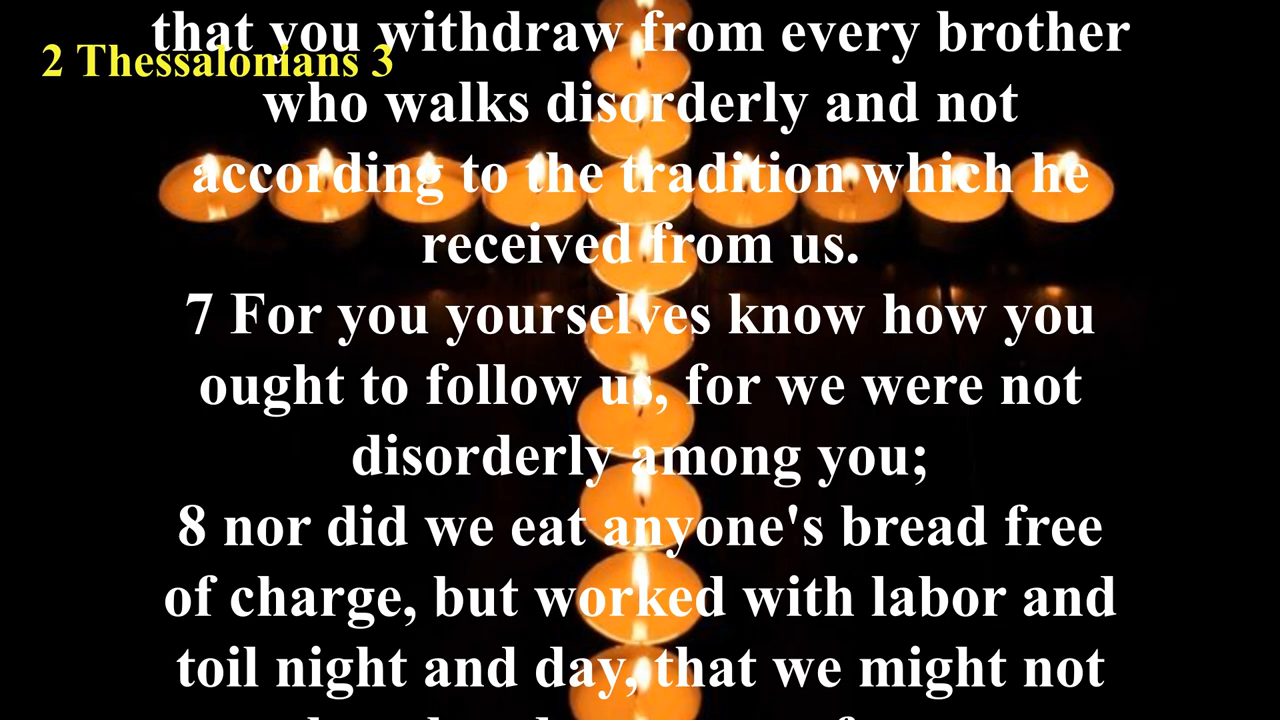 that you withdraw from every brother
2 Thessalonians 3
who walks disorderly and not
according to the tradition which he
received from us.
7 For you yourselves know how you
ought to follow us, for we were not
disorderly among you;
8 nor did we eat anyone's bread free
of charge, but worked with labor and
toil night and day, that we might not